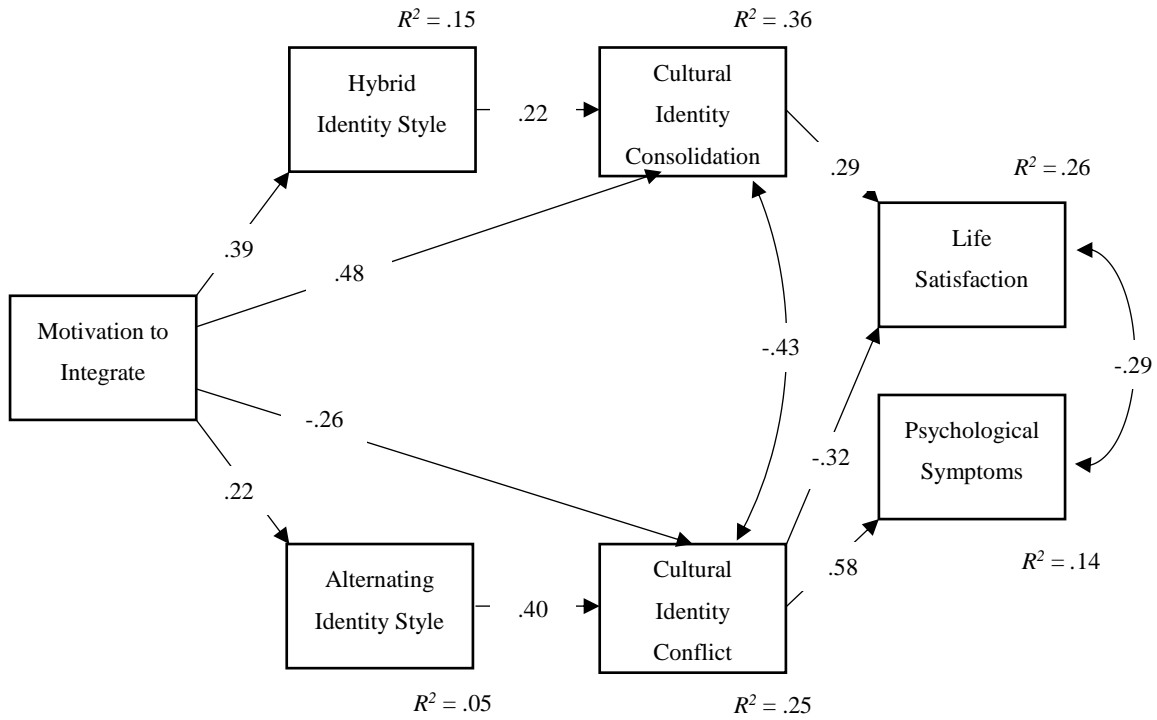 R² = .15
R² = .36
Hybrid
Identity Style
.22
Cultural
Identity
Consolidation
.29
R² = .26
.39
.48
Life
Satisfaction
Motivation to
Integrate
-.43
-.29
-.26
Psychological
Symptoms
-.32
.22
.58
R² = .14
Alternating
Identity Style
.40
Cultural
Identity
Conflict
R² = .05
R² = .25